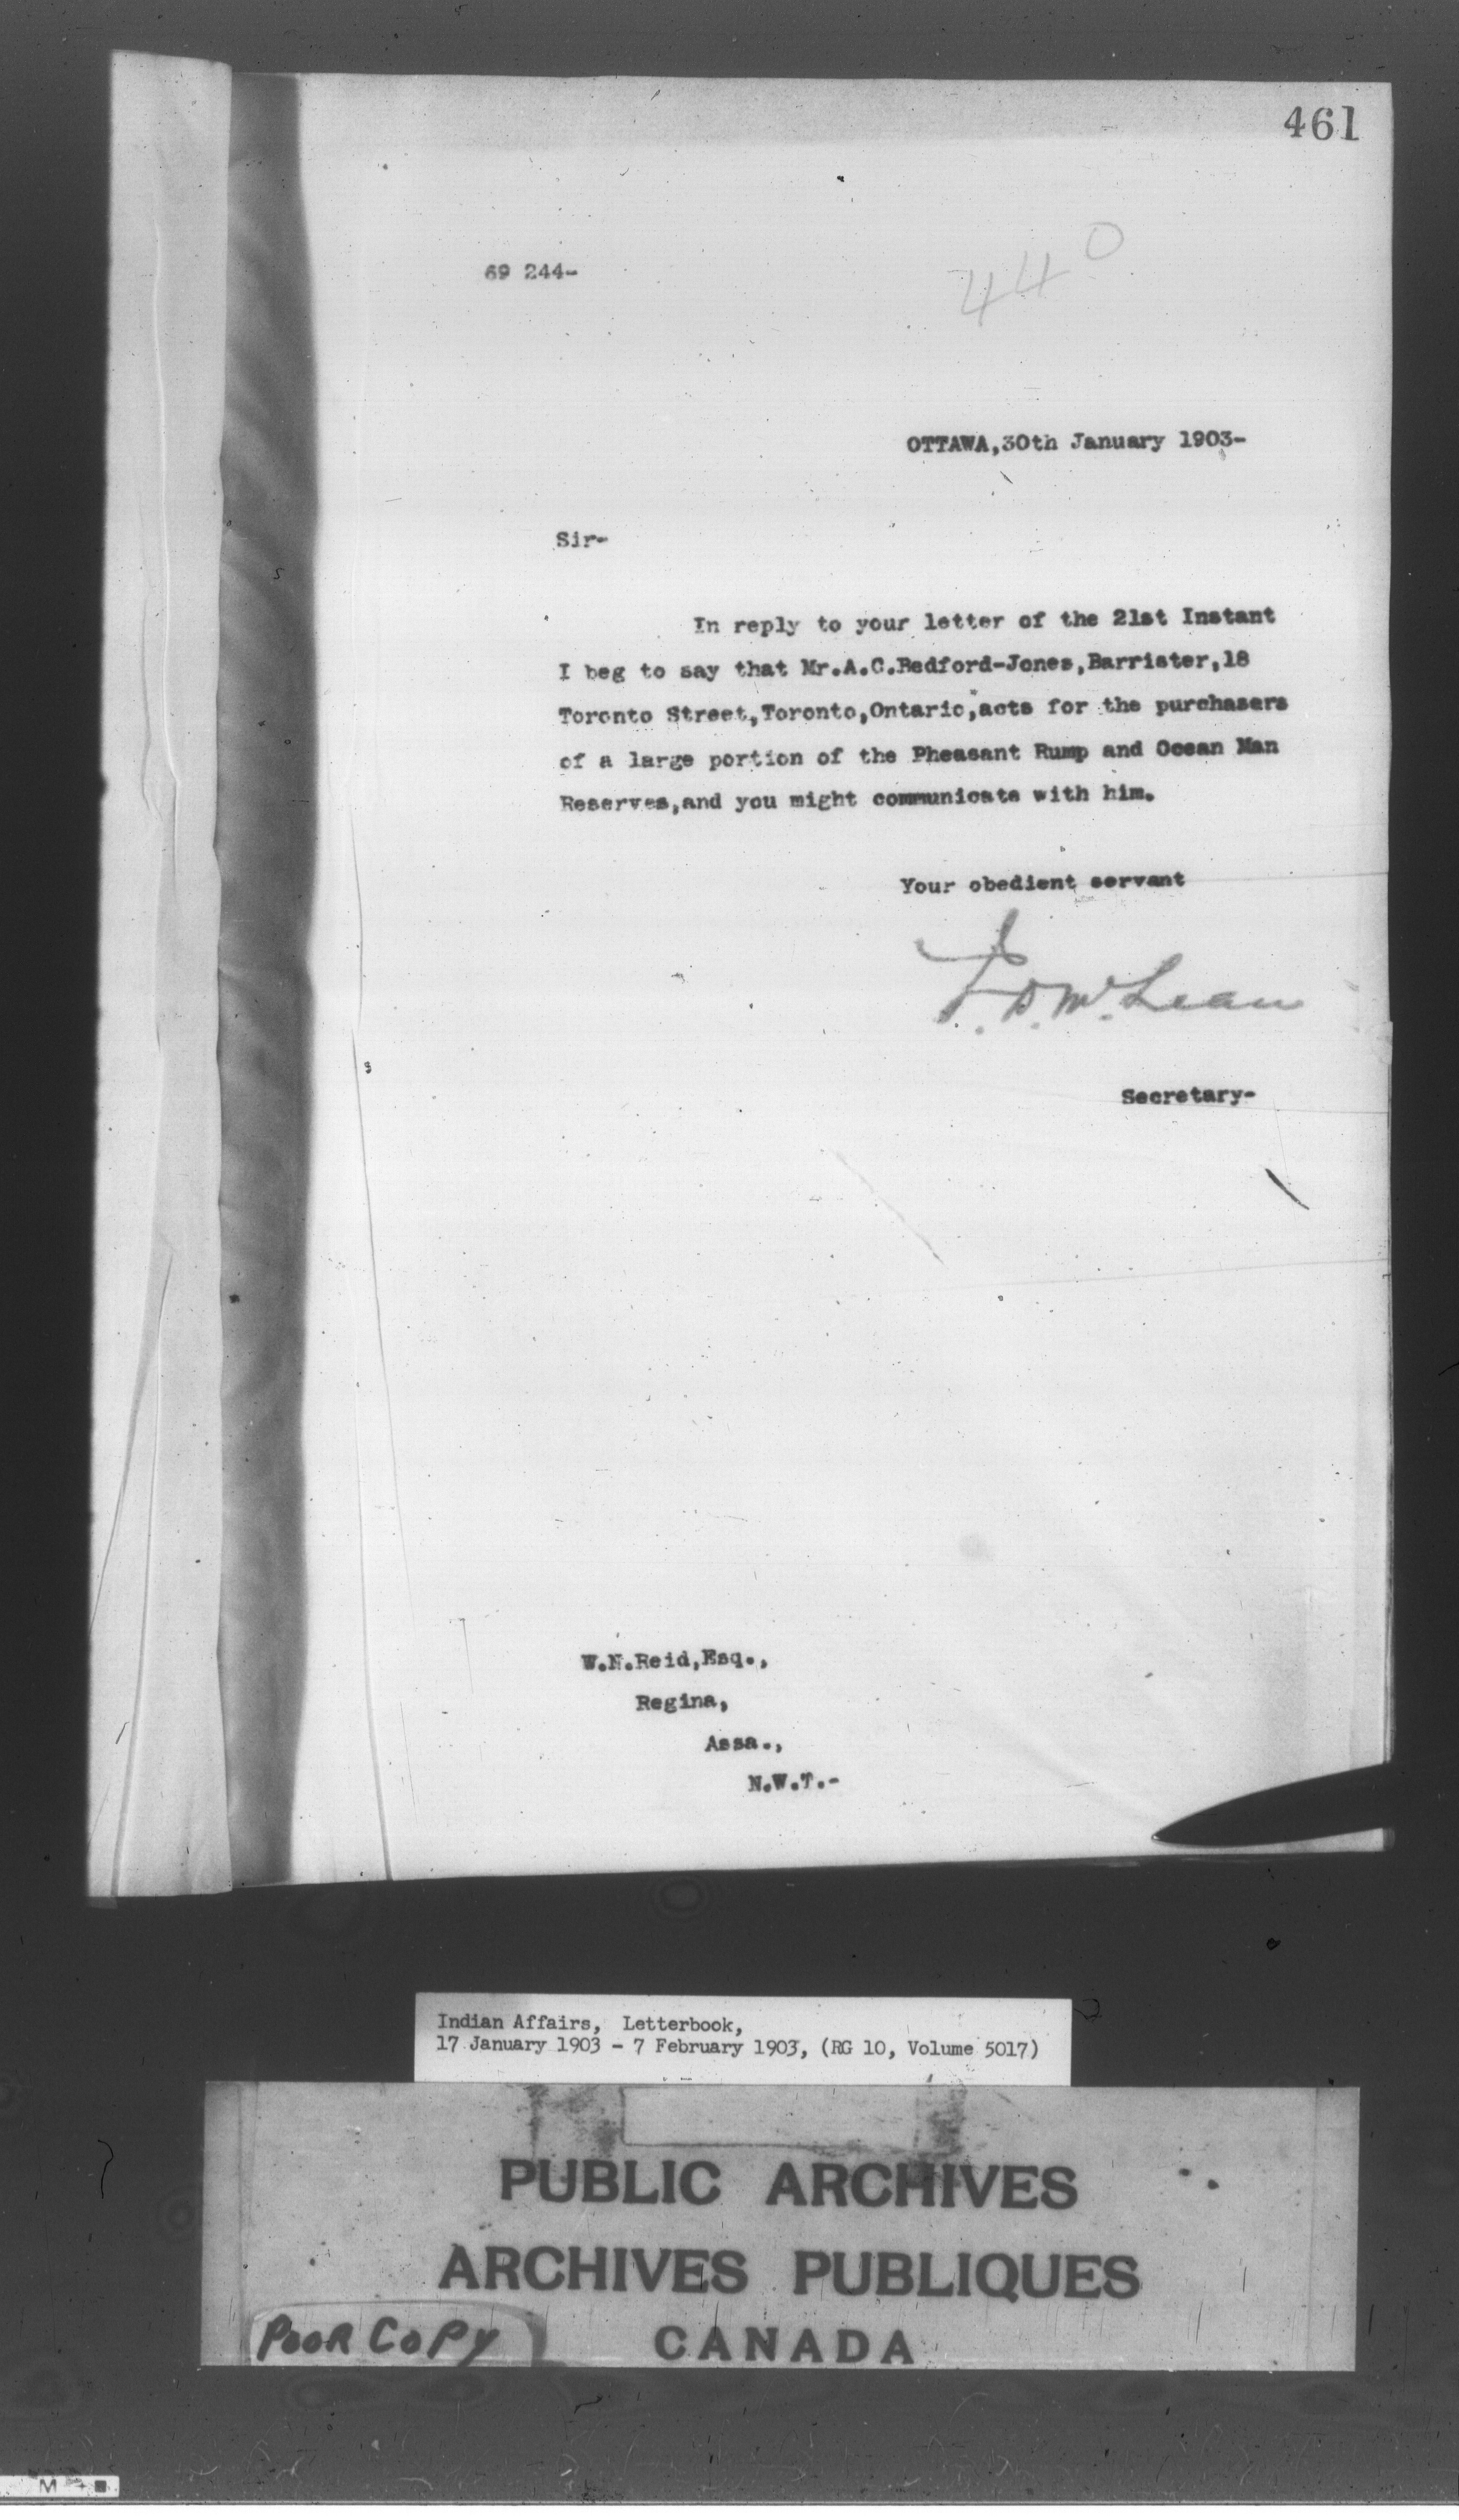 461
440
69 244-
OTTAWA,30th January 1903-
Sir-
In reply to your letter of the 21st Instant
I beg to say that Mr.A.C.Bedford-Jones,Barrister,18
Toronto Street,Toronto,Ontario,acts for the purchasers
of a large portion of the Pheasant Rump and Ocean Man
Reserves,and you might communicate with him.
Your obedient servant
J. D. McLean
Secretary-
W.N.Reid,Esq.,
Regina,
Assa.,
N.W.T.-
Indian Affairs, Letterbook,
17 January 1903 - 7 February 1903, (RG 10, Volume 5017)
PUBLIC ARCHIVES
ARCHIVES PUBLIQUES
CANADA
POOR COPY
M